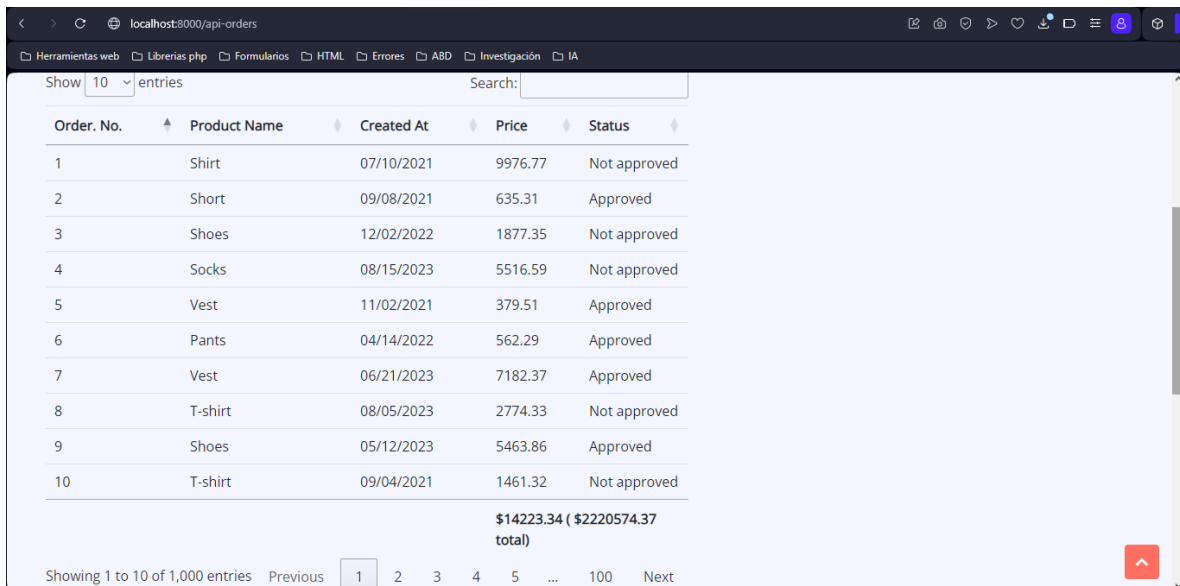 localhost:8000/api-orders
8
Herramientas web Librerias php Formularios HTML Errores ABD Investigación IA
Show 10 entries Search:
Order. No. Product Name Created At Price Status
1 Shirt 07/10/2021 9976.77 Not approved
2 Short 09/08/2021 635.31 Approved
3 Shoes 12/02/2022 1877.35 Not approved
4 Socks 08/15/2023 5516.59 Not approved
5 Vest 11/02/2021 379.51 Approved
6 Pants 04/14/2022 562.29 Approved
7 Vest 06/21/2023 7182.37 Approved
8 T-shirt 08/05/2023 2774.33 Not approved
9 Shoes 05/12/2023 5463.86 Approved
10 T-shirt 09/04/2021 1461.32 Not approved
$14223.34 ( $2220574.37
total)
Showing 1 to 10 of 1,000 entries Previous 1 2 3 4 5 ... 100 Next